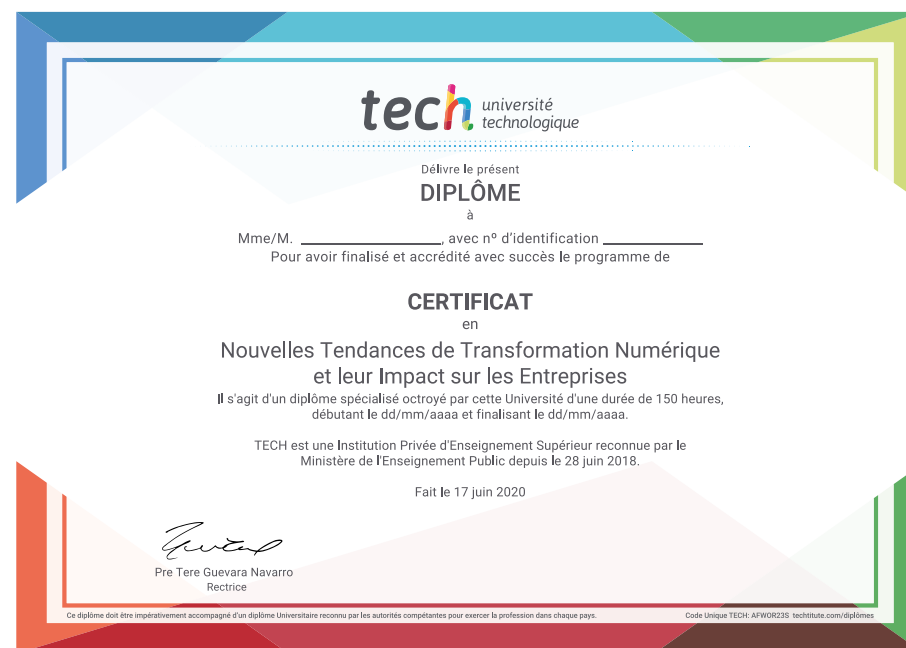 tech université
technologique
Délivre le présent
DIPLÔME
à
Mme/M. ____________________, avec nº d'identification ______________
Pour avoir finalisé et accrédité avec succès le programme de
CERTIFICAT
en
Nouvelles Tendances de Transformation Numérique
et leur Impact sur les Entreprises
Il s'agit d'un diplôme spécialisé octroyé par cette Université d'une durée de 150 heures,
débutant le dd/mm/aaaa et finalisant le dd/mm/aaaa.
TECH est une Institution Privée d'Enseignement Supérieur reconnue par le
Ministère de l'Enseignement Public depuis le 28 juin 2018.
Fait le 17 juin 2020
Pre Tere Guevara Navarro
Rectrice
Ce diplôme doit être impérativement accompagné d'un diplôme Universitaire reconnu par les autorités compétantes pour exercer la profession dans chaque pays.
Code Unique TECH: AFWOR23S techtitute.com/diplômes